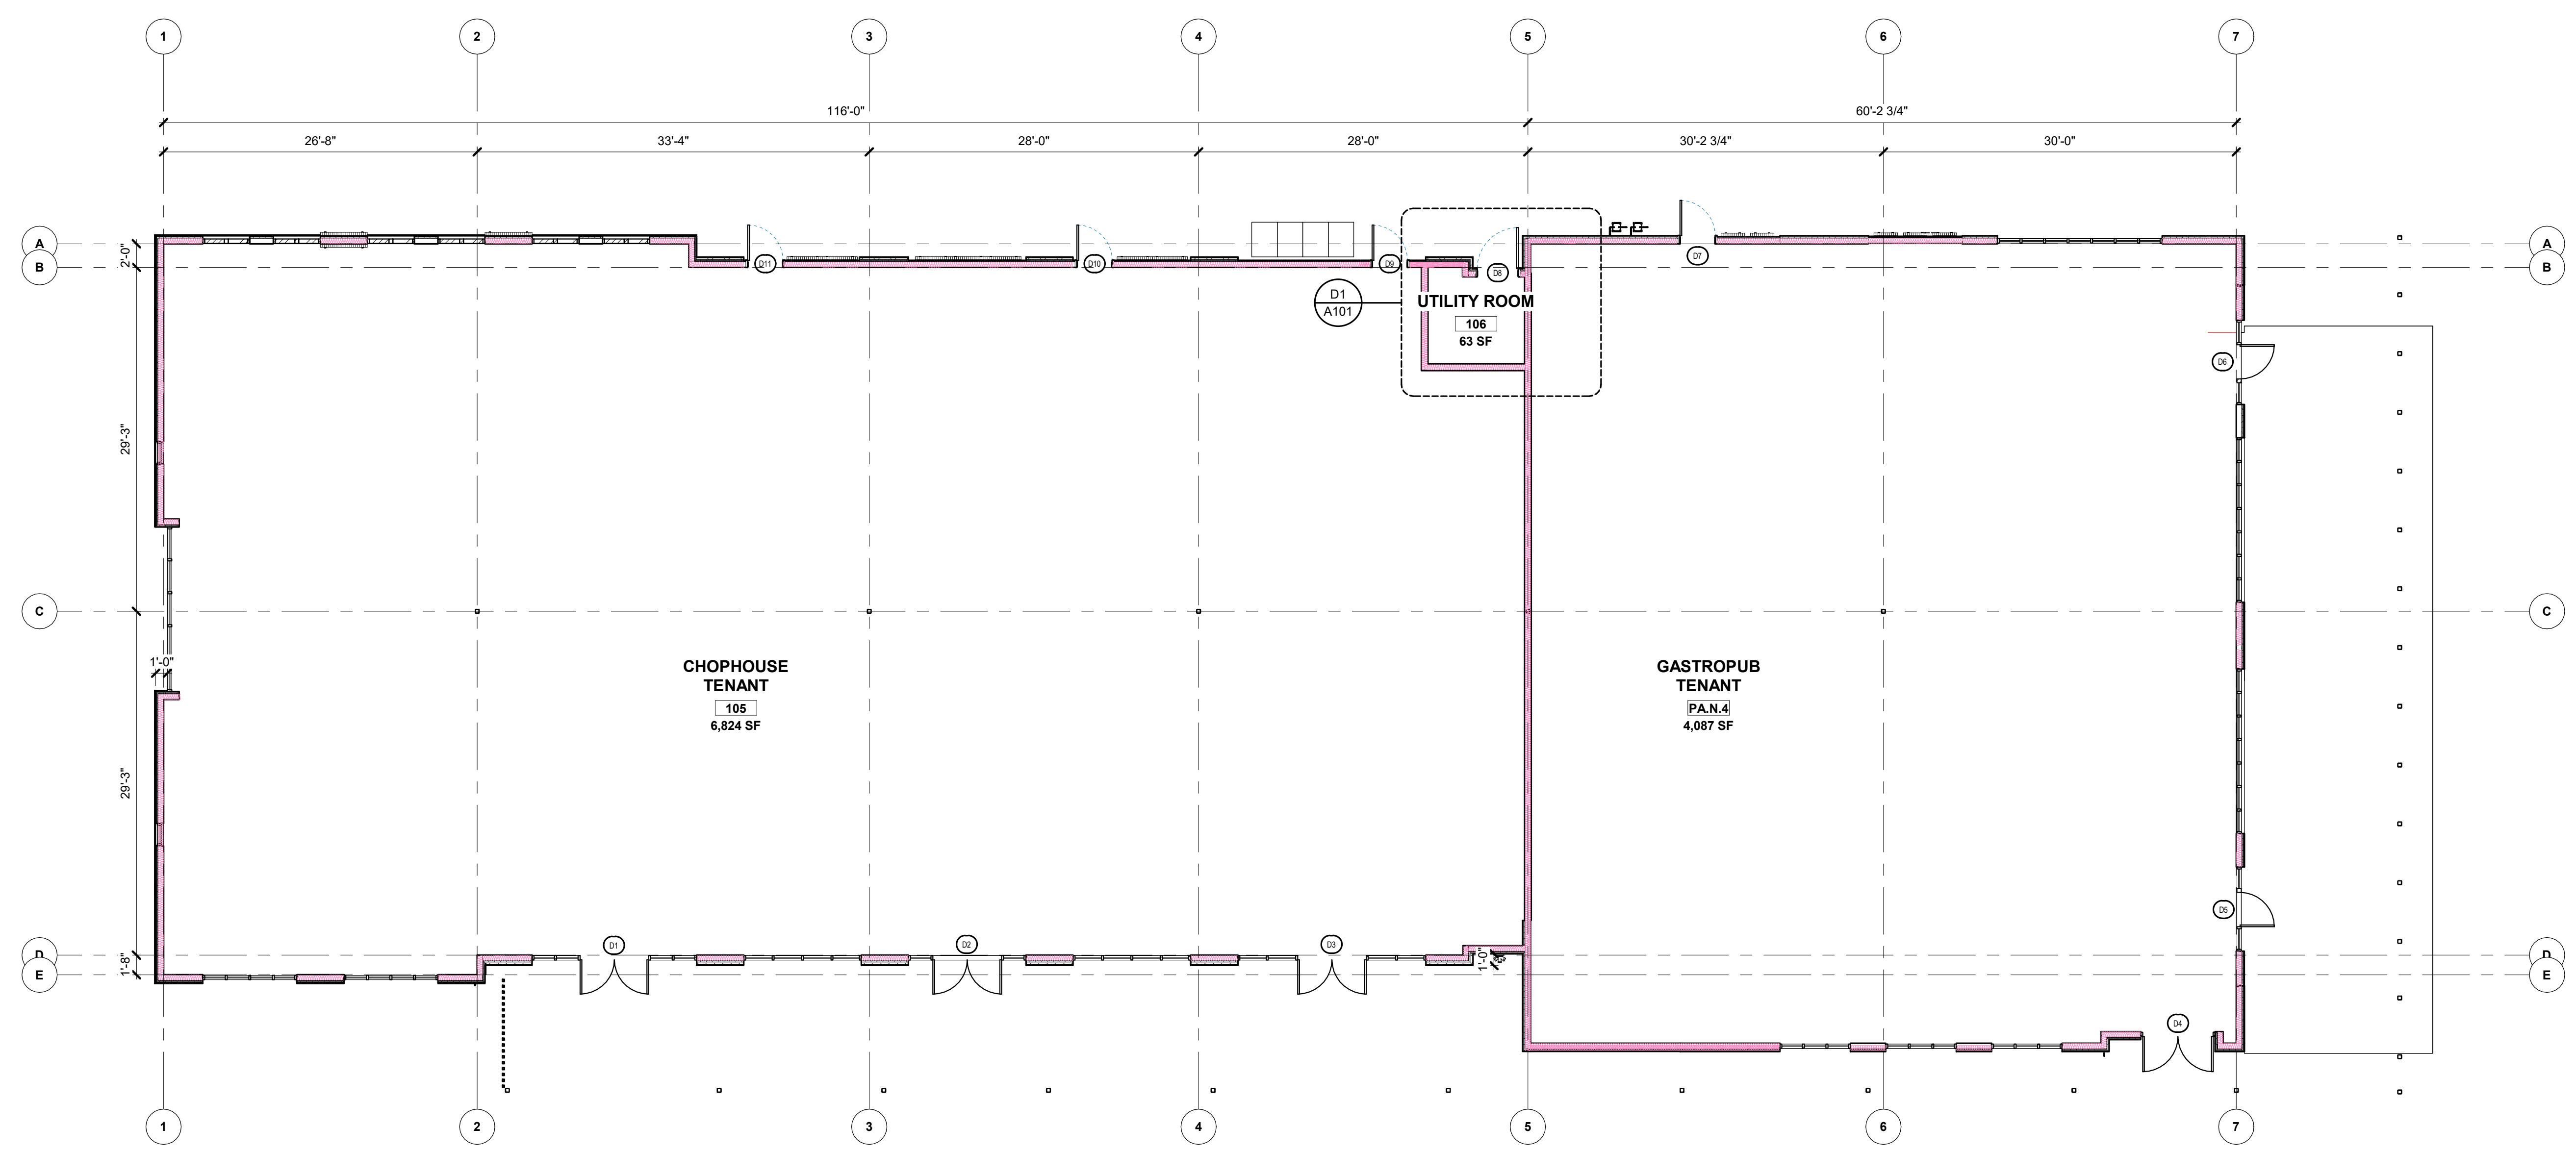 1 2 3 4 5 6 7
116'-0" 60'-2 3/4"
26'-8" 33'-4" 28'-0" 28'-0" 30'-2 3/4" 30'-0"
A A
2'-0"
B B
D11 D10 D9 D8 D7
D1
A101
UTILITY ROOM
106
63 SF
D6
29'-3"
C C
1'-0"
CHOPHOUSE
TENANT
105
6,824 SF
GASTROPUB
TENANT
PA.N.4
4,087 SF
29'-3"
D5
D1 D2 D3
D D
1'-8"
1'-0"
E E
D4
1 2 3 4 5 6 7